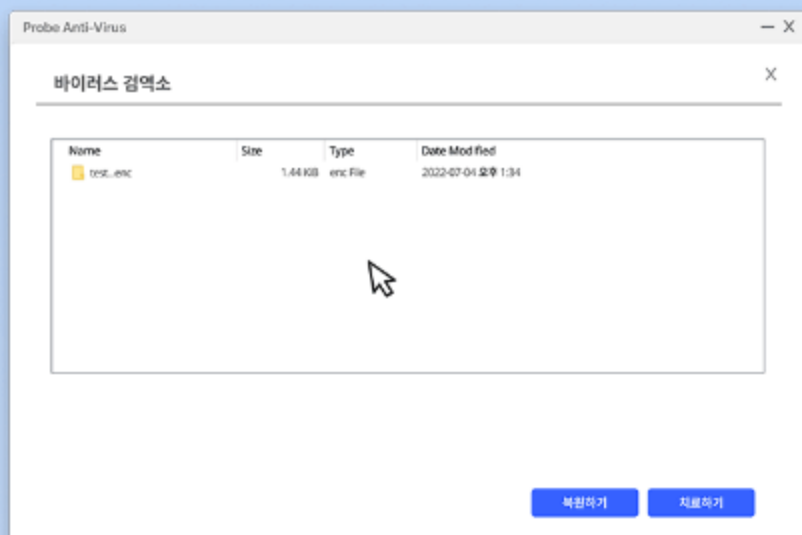 Probe Anti-Virus
바이러스 검역소
Name Size Type Date Modified
test..enc 1.44 KiB enc File 2022-07-04 오후 1:34
복원하기 치료하기